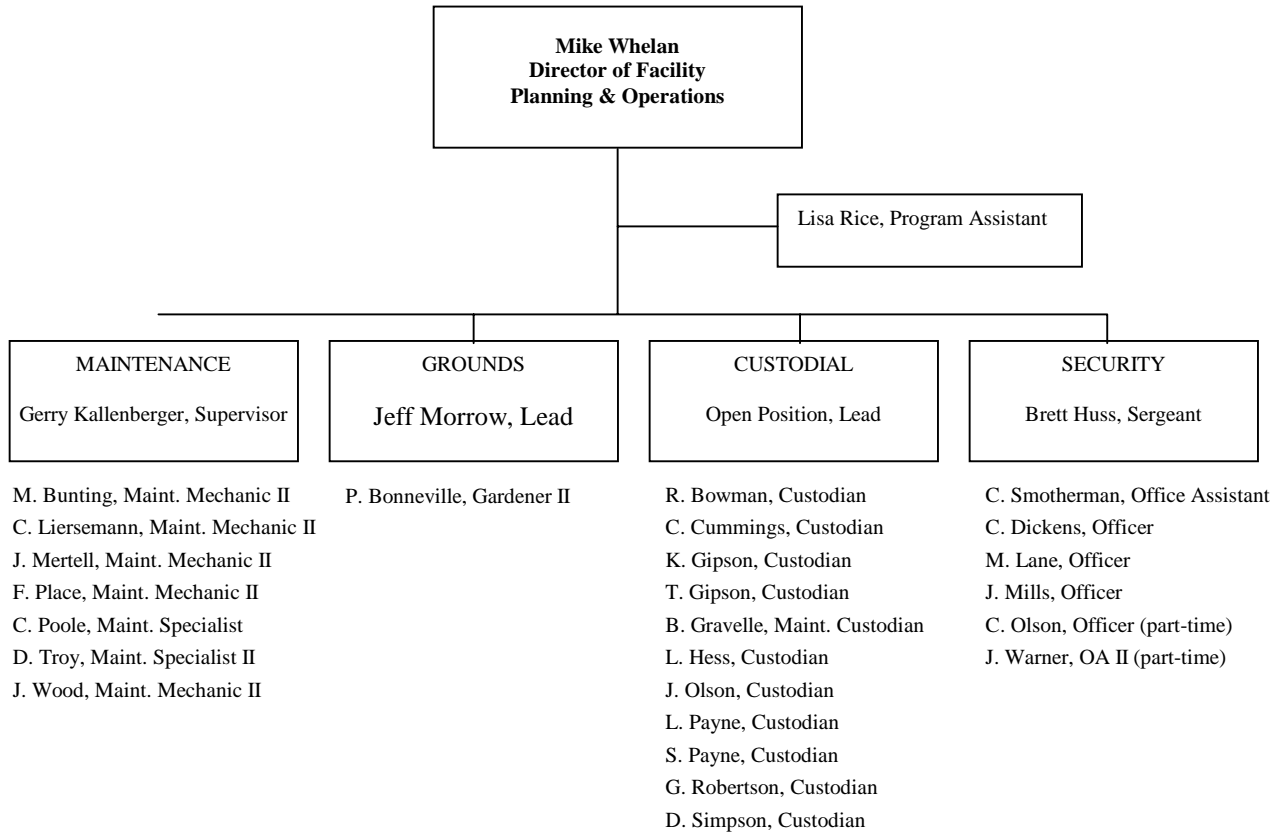 Mike Whelan
Director of Facility
Planning & Operations
Lisa Rice, Program Assistant
MAINTENANCE
Gerry Kallenberger, Supervisor
GROUNDS
Jeff Morrow, Lead
CUSTODIAL
Open Position, Lead
SECURITY
Brett Huss, Sergeant
M. Bunting, Maint. Mechanic II
C. Liersemann, Maint. Mechanic II
J. Mertell, Maint. Mechanic II
F. Place, Maint. Mechanic II
C. Poole, Maint. Specialist
D. Troy, Maint. Specialist II
J. Wood, Maint. Mechanic II
P. Bonneville, Gardener II
R. Bowman, Custodian
C. Cummings, Custodian
K. Gipson, Custodian
T. Gipson, Custodian
B. Gravelle, Maint. Custodian
L. Hess, Custodian
J. Olson, Custodian
L. Payne, Custodian
S. Payne, Custodian
G. Robertson, Custodian
D. Simpson, Custodian
C. Smotherman, Office Assistant
C. Dickens, Officer
M. Lane, Officer
J. Mills, Officer
C. Olson, Officer (part-time)
J. Warner, OA II (part-time)